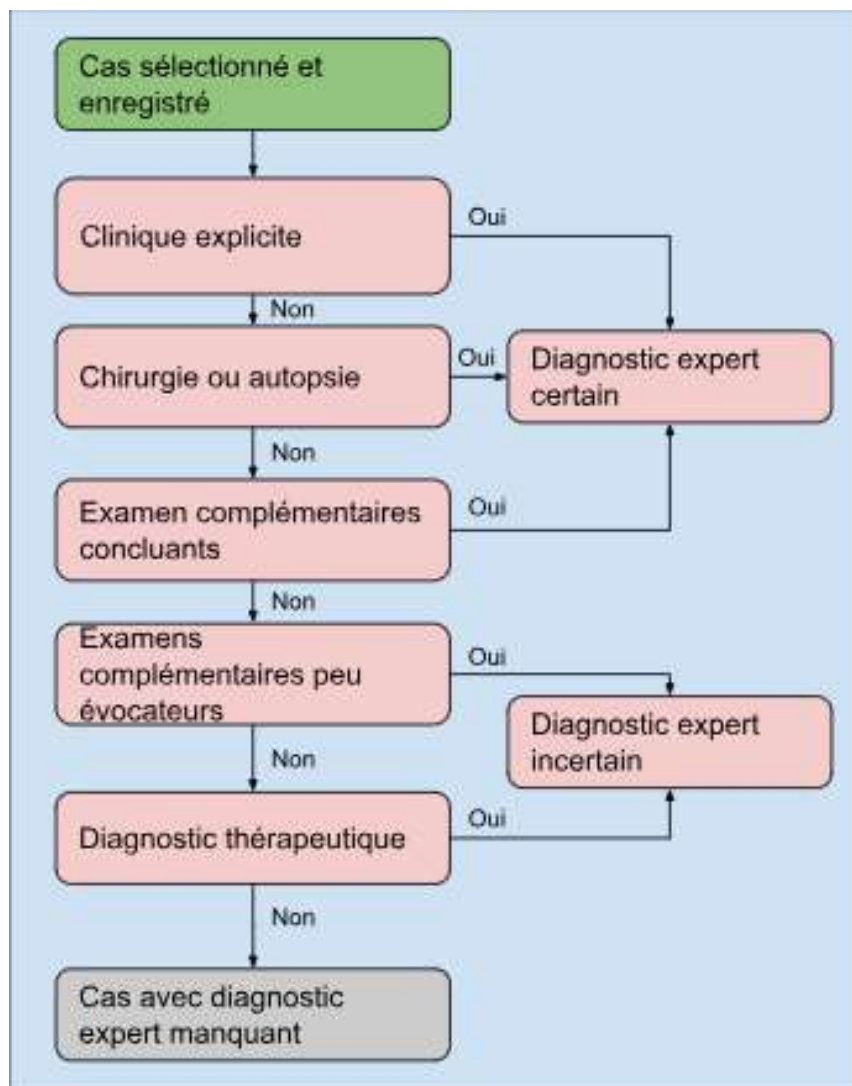 Cas sélectionné et
enregistré
Clinique explicite
Oui
Non
Chirurgie ou autopsie
Oui
Diagnostic expert
certain
Non
Examen complémentaires
concluants
Oui
Non
Examens
complémentaires peu
évocateurs
Oui
Diagnostic expert
incertain
Non
Diagnostic thérapeutique
Oui
Non
Cas avec diagnostic
expert manquant